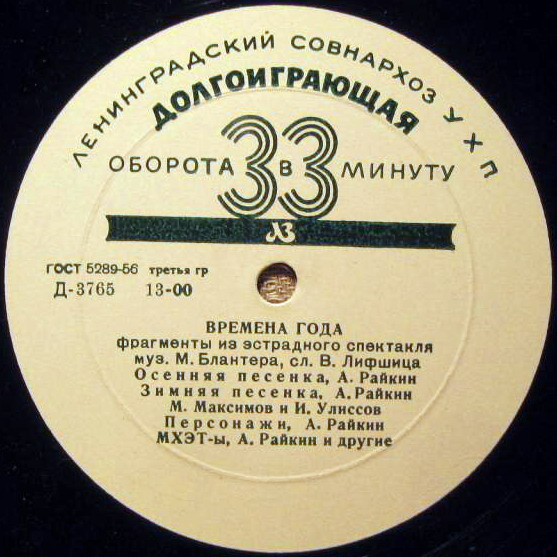 ЛЕНИНГРАДСКИЙ СОВНАРХОЗ УХП
ДОЛГОИГРАЮЩАЯ
ОБОРОТА 33 В МИНУТУ
ЛЗ
ГОСТ 5289-56 третья гр
Д-3765 13-00
ВРЕМЕНА ГОДА
фрагменты из эстрадного спектакля
муз. М. Блантера, сл. В. Лифшица
Осенняя песенка, А. Райкин
Зимняя песенка, А. Райкин
М. Максимов и И. Улиссов
Персонажи, А. Райкин
МХЭТ-ы, А. Райкин и другие